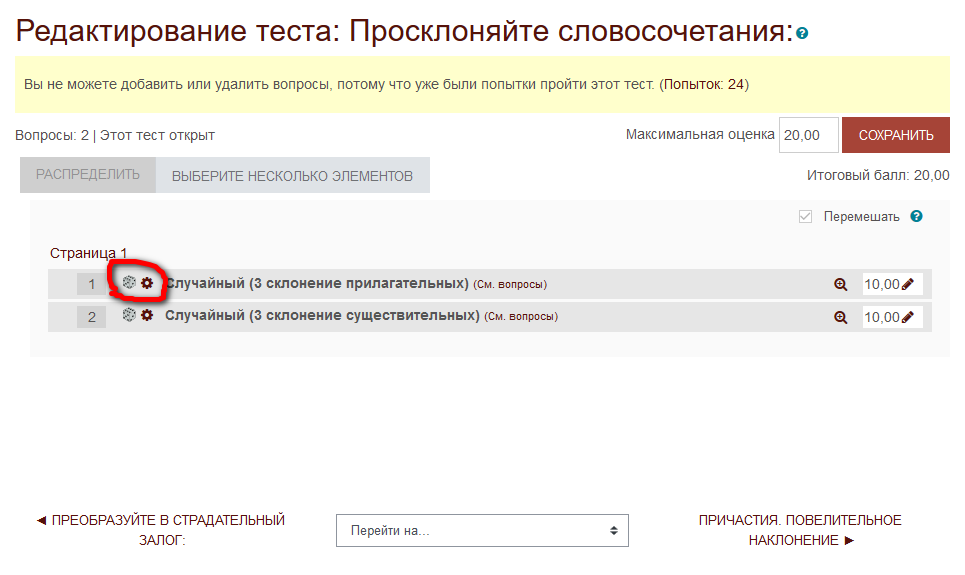 Редактирование теста: Просклоняйте словосочетания:
Вы не можете добавить или удалить вопросы, потому что уже были попытки пройти этот тест. (Попыток: 24)
Вопросы: 2 | Этот тест открыт
Максимальная оценка 20,00 СОХРАНИТЬ
РАСПРЕДЕЛИТЬ ВЫБЕРИТЕ НЕСКОЛЬКО ЭЛЕМЕНТОВ
Итоговый балл: 20,00
Перемешать
Страница 1
1 Случайный (3 склонение прилагательных) (См. вопросы) 10,00
2 Случайный (3 склонение существительных) (См. вопросы) 10,00
◄ ПРЕОБРАЗУЙТЕ В СТРАДАТЕЛЬНЫЙ
ЗАЛОГ:
Перейти на...
ПРИЧАСТИЯ. ПОВЕЛИТЕЛЬНОЕ
НАКЛОНЕНИЕ ►